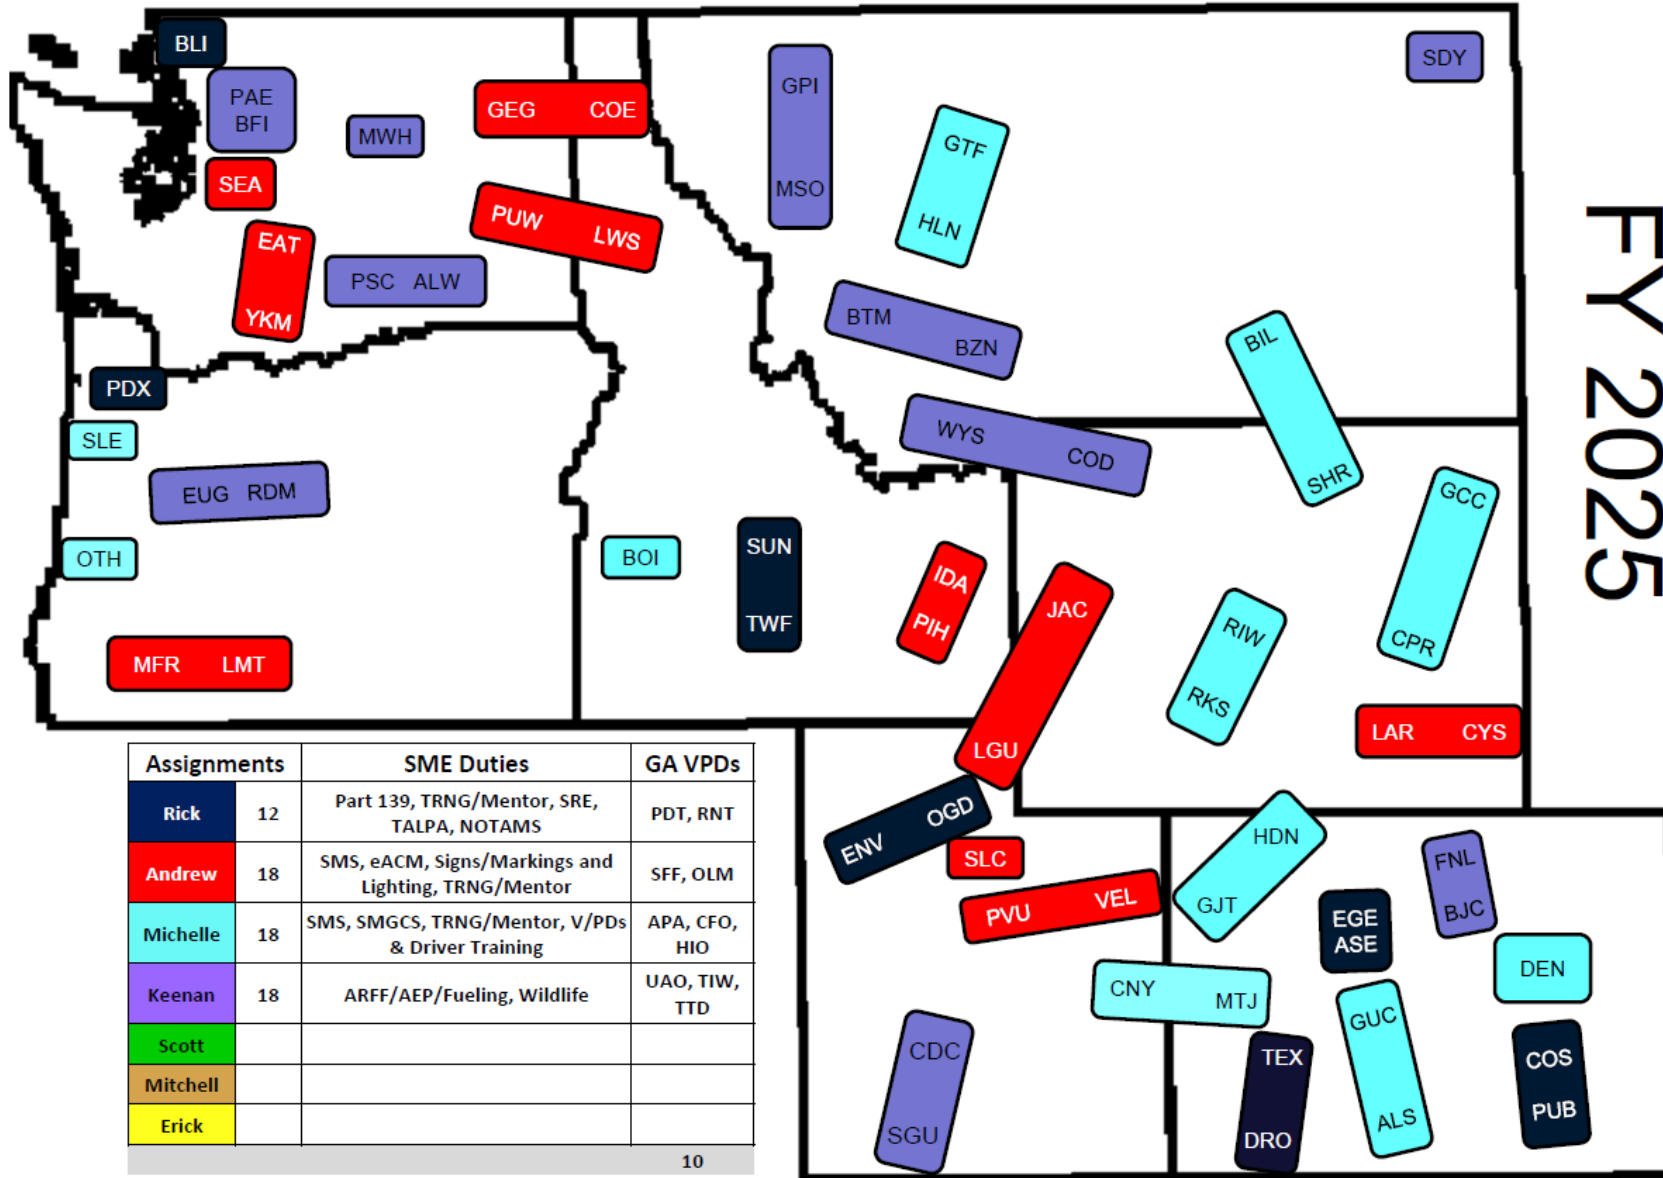 BLI
SDY
PAE
BFI
GPI
GEG COE
MWH
GTF
SEA
MSO
PUW LWS
HLN
EAT
PSC ALW
YKM
BTM
BZN
BIL
PDX
SLE
WYS
COD
SHR
EUG RDM
GCC
OTH
BOI
SUN
IDA
JAC
TWF
PIH
RIW
CPR
MFR LMT
RKS
LAR CYS
LGU
FY 2025
ENV OGD
HDN
SLC
FNL
PVU VEL
GJT
EGE
ASE
BJC
DEN
CNY
MTJ
GUC
CDC
TEX
COS
PUB
SGU
DRO
ALS
Assignments SME Duties GA VPDs
Rick 12 Part 139, TRNG/Mentor, SRE, PDT, RNT
TALPA, NOTAMS
Andrew 18 SMS, eACM, Signs/Markings and SFF, OLM
Lighting, TRNG/Mentor
Michelle 18 SMS, SMGCS, TRNG/Mentor, V/PDs APA, CFO,
& Driver Training HIO
Keenan 18 ARFF/AEP/Fueling, Wildlife UAO, TIW,
TTD
Scott
Mitchell
Erick
10